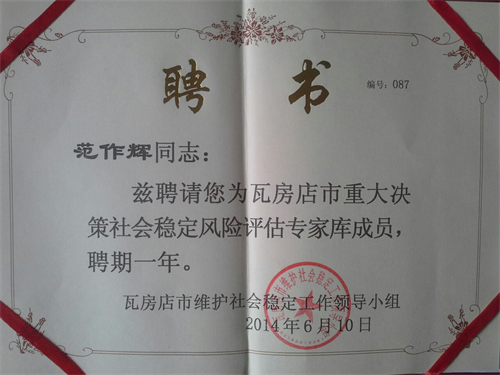 聘 书
编号：087
范作辉同志：
兹聘请您为瓦房店市重大决
策社会稳定风险评估专家库成员，
聘期一年。
瓦房店市维护社会稳定工作领导小组
2014年6月10日